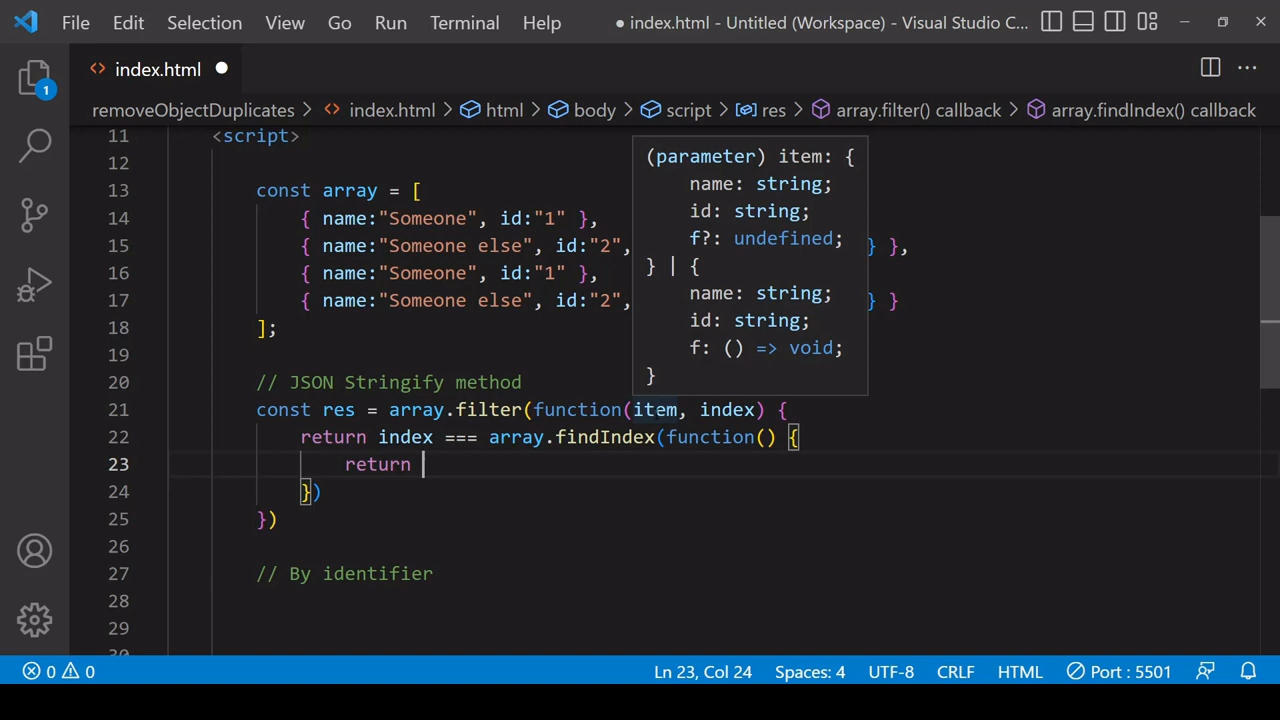 File Edit Selection View Go Run Terminal Help ● index.html - Untitled (Workspace) - Visual Studio C...
index.html
1
removeObjectDuplicates > index.html > html > body > script > res > array.filter() callback > array.findIndex() callback
11 <script>
12
13 const array = [
14 { name:"Someone", id:"1" },
15 { name:"Someone else", id:"2", } },
16 { name:"Someone", id:"1" },
17 { name:"Someone else", id:"2", } }
18 ];
19
20 // JSON Stringify method
21 const res = array.filter(function(item, index) {
22 return index === array.findIndex(function() {
23 return
24 })
25 })
26
27 // By identifier
28
29
(parameter) item: {
name: string;
id: string;
f?: undefined;
} | {
name: string;
id: string;
f: () => void;
}
0 0 Ln 23, Col 24 Spaces: 4 UTF-8 CRLF HTML Port : 5501